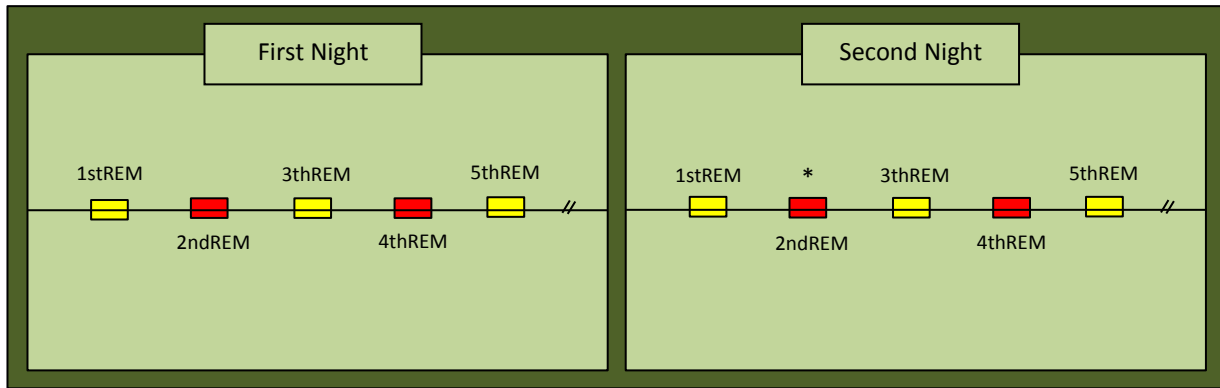 First Night
1stREM 3thREM 5thREM
2ndREM 4thREM
//
Second Night
1stREM * 3thREM 5thREM
2ndREM 4thREM
//